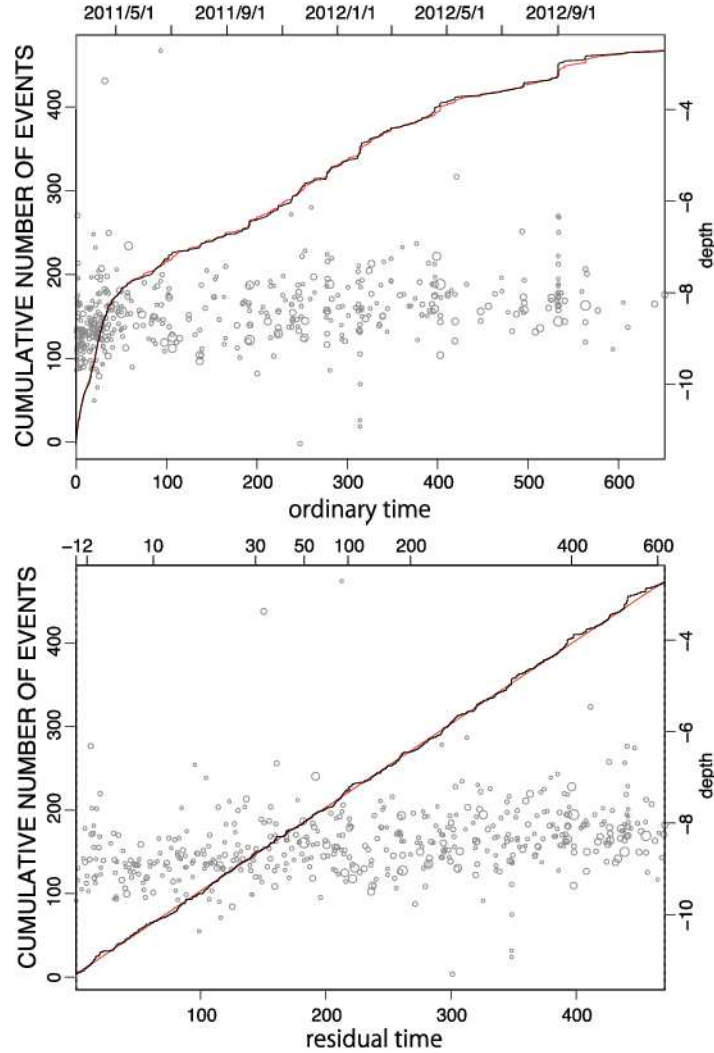 2011/5/1 2011/9/1 2012/1/1 2012/5/1 2012/9/1
CUMULATIVE NUMBER OF EVENTS
0 100 200 300 400
-4 -6 -8 -10
depth
0 100 200 300 400 500 600
ordinary time
-12 10 30 50 100 200 400 600
CUMULATIVE NUMBER OF EVENTS
0 100 200 300 400
-4 -6 -8 -10
depth
100 200 300 400
residual time